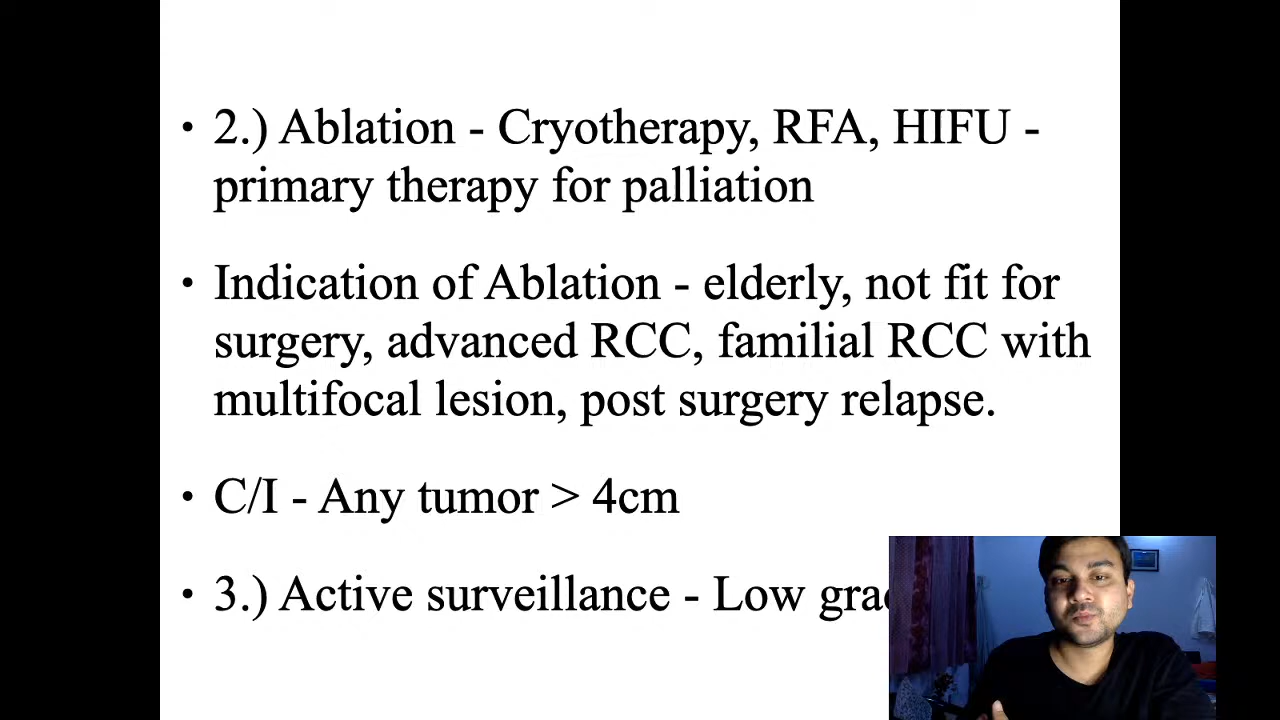 • 2.) Ablation - Cryotherapy, RFA, HIFU -
primary therapy for palliation
• Indication of Ablation - elderly, not fit for
surgery, advanced RCC, familial RCC with
multifocal lesion, post surgery relapse.
• C/I - Any tumor > 4cm
• 3.) Active surveillance - Low